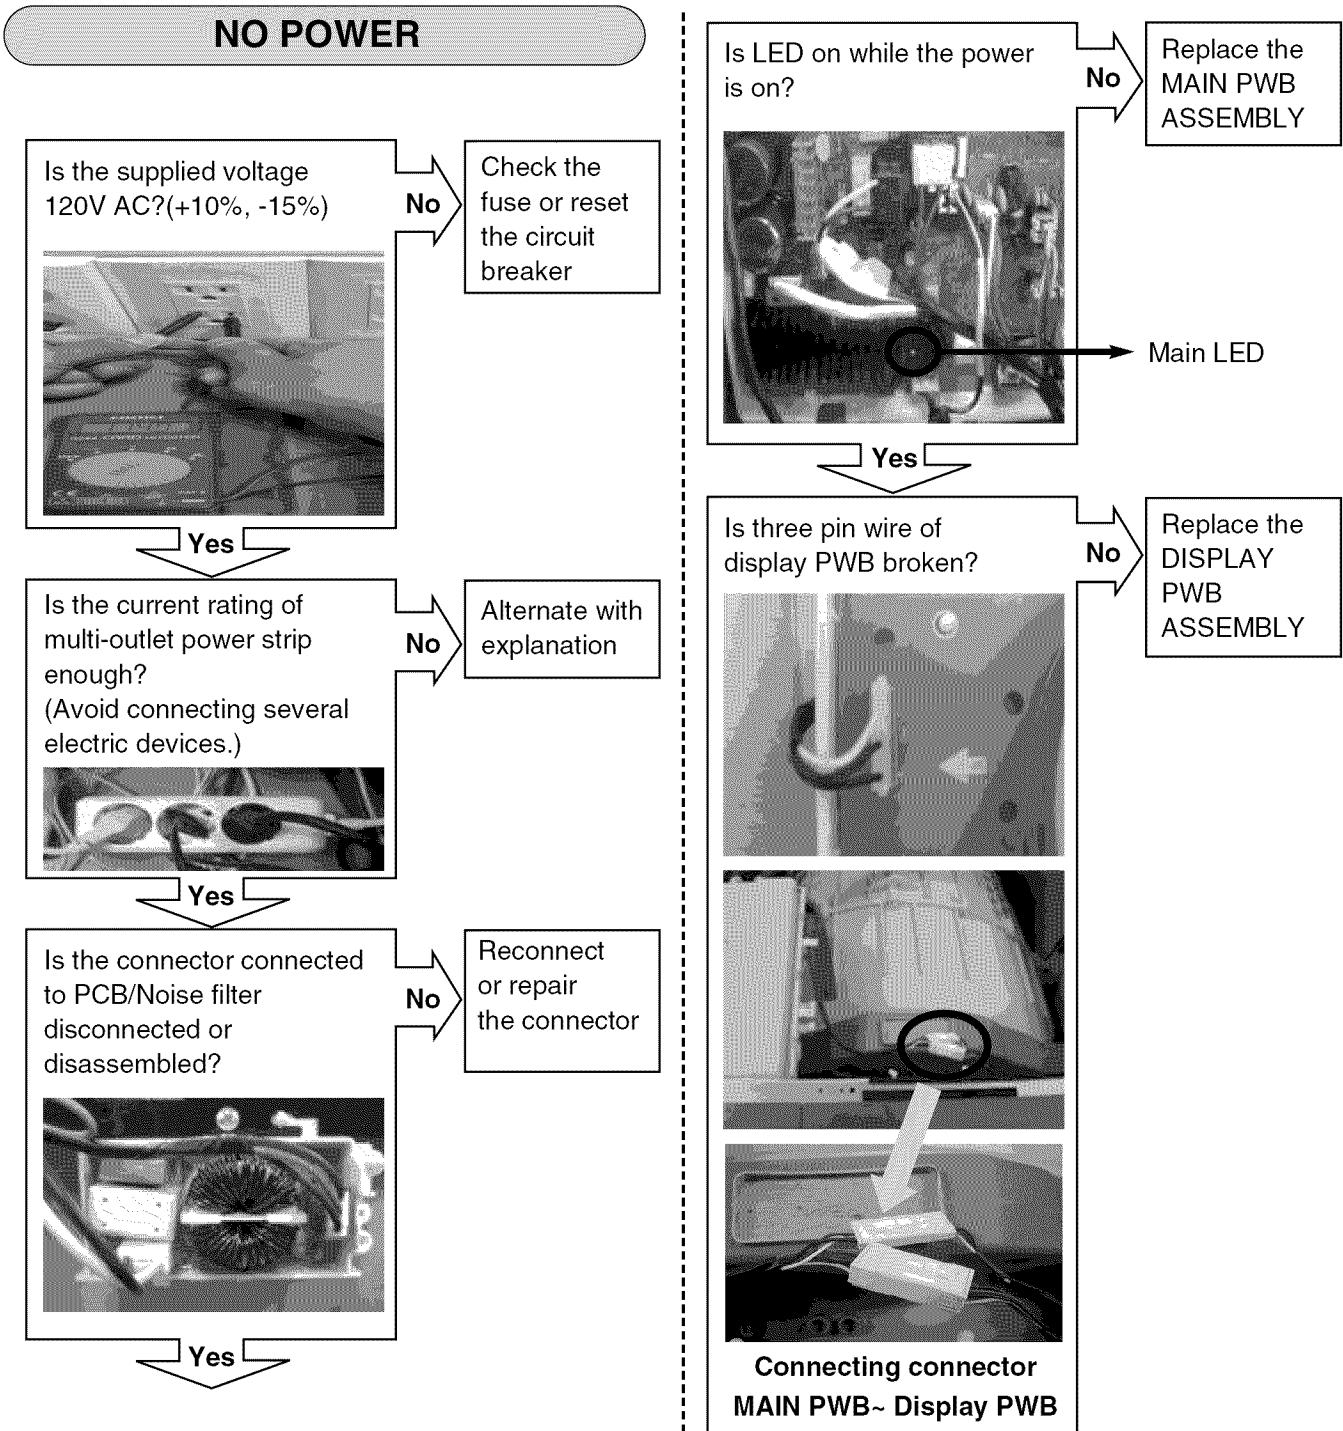 NO POWER
Is the supplied voltage
120V AC?(+10%, -15%)
No
Check the
fuse or reset
the circuit
breaker
Yes
Is the current rating of
multi-outlet power strip
enough?
(Avoid connecting several
electric devices.)
No
Alternate with
explanation
Yes
Is the connector connected
to PCB/Noise filter
disconnected or
disassembled?
No
Reconnect
or repair
the connector
Yes
Is LED on while the power
is on?
No
Replace the
MAIN PWB
ASSEMBLY
Main LED
Yes
Is three pin wire of
display PWB broken?
No
Replace the
DISPLAY
PWB
ASSEMBLY
Connecting connector
MAIN PWB~ Display PWB